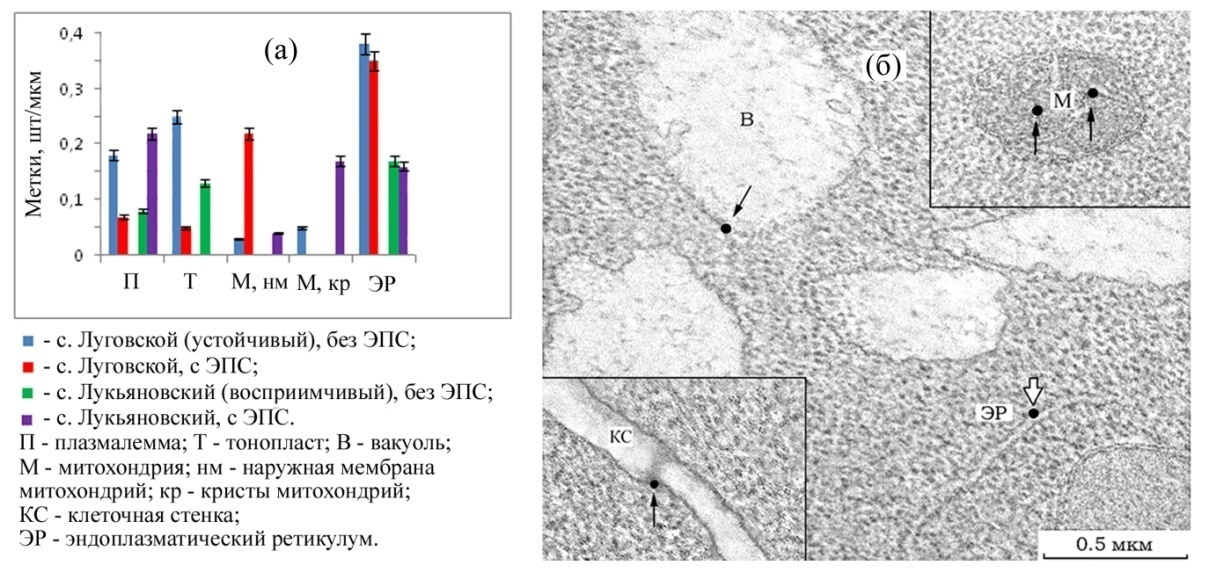 (а)
Метки, шт/мкм
0,4
0,3
0,2
0,1
0
П Т М, нм М, кр ЭР
- с. Луговской (устойчивый), без ЭПС;
- с. Луговской, с ЭПС;
- с. Лукьяновский (восприимчивый), без ЭПС;
- с. Лукьяновский, с ЭПС.
П - плазмалемма; Т - тонопласт; В - вакуоль;
М - митохондрия; нм - наружная мембрана
митохондрий; кр - кристы митохондрий;
КС - клеточная стенка;
ЭР - эндоплазматический ретикулум.
(б)
В
М
ЭР
КС
0.5 мкм